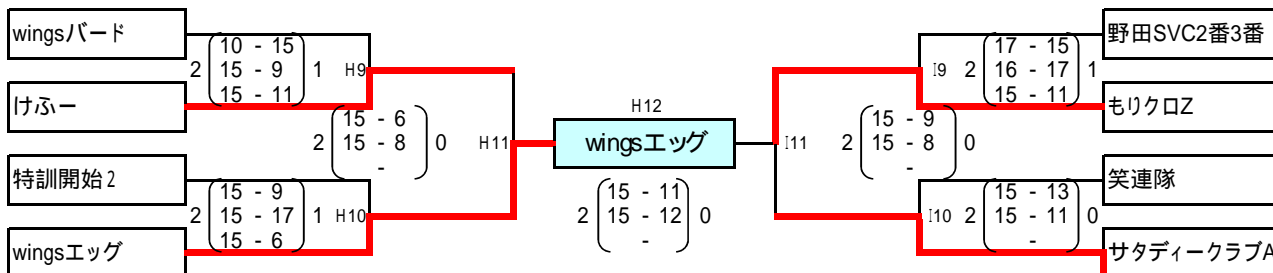 wingsバード
10 - 15
2 15 - 9 1 H9
15 - 11
けふー
15 - 6
2 15 - 8 0 H11
-
特訓開始2
15 - 9
2 15 - 17 1 H10
15 - 6
wingsエッグ
H12
wingsエッグ
15 - 11
2 15 - 12 0
-
野田SVC2番3番
17 - 15
I9 2 16 - 17 1
15 - 11
もりクロZ
15 - 9
I11 2 15 - 8 0
-
笑連隊
15 - 13
I10 2 15 - 11 0
-
サタディークラブA